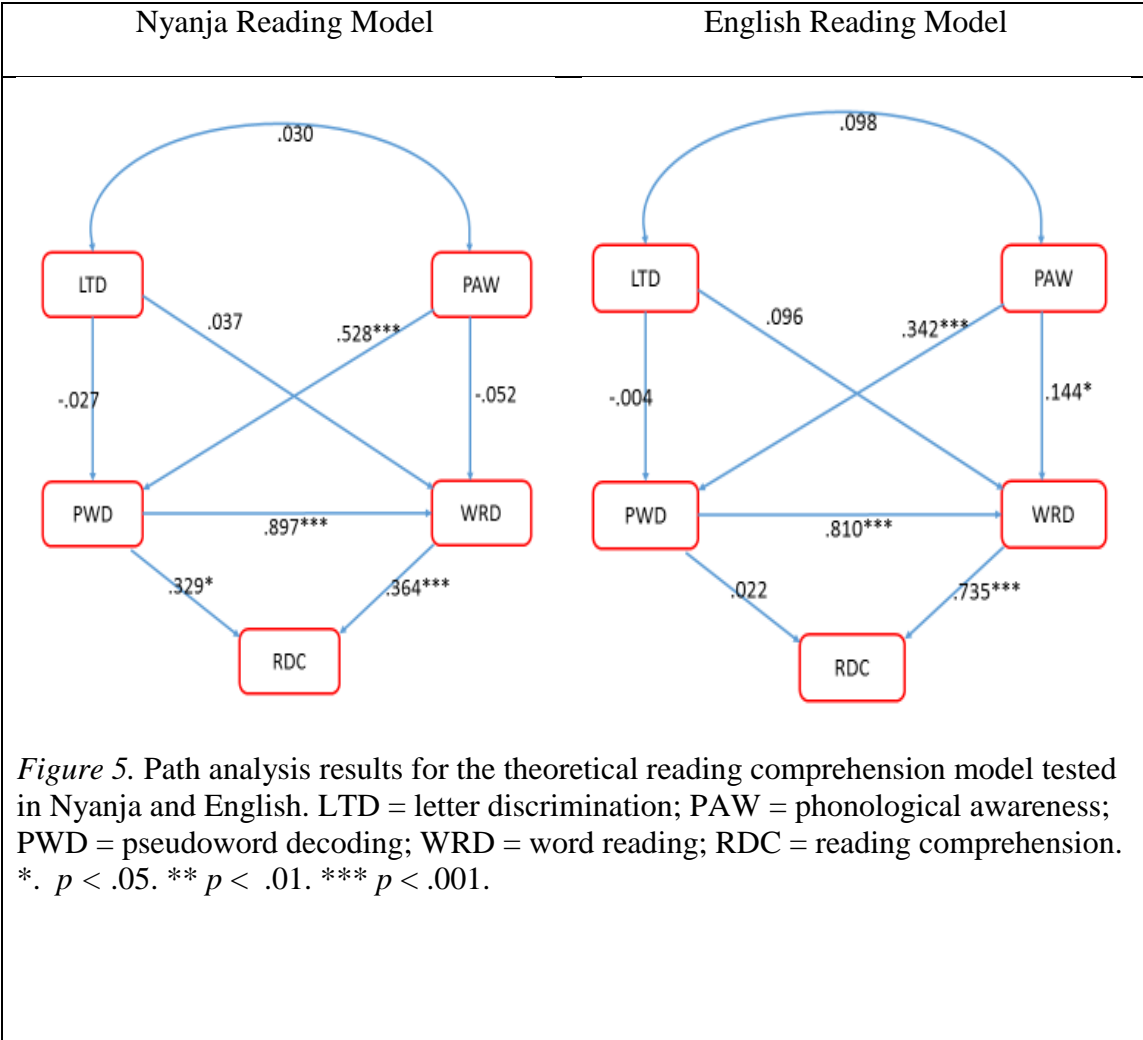 Nyanja Reading Model
English Reading Model
.030
LTD
PAW
.037
.528***
-.027
-.052
PWD
WRD
.897***
.329*
.364***
RDC
.098
LTD
PAW
.096
.342***
-.004
.144*
PWD
WRD
.810***
.022
.735***
RDC
Figure 5. Path analysis results for the theoretical reading comprehension model tested
in Nyanja and English. LTD = letter discrimination; PAW = phonological awareness;
PWD = pseudoword decoding; WRD = word reading; RDC = reading comprehension.
*. p < .05. ** p < .01. *** p < .001.